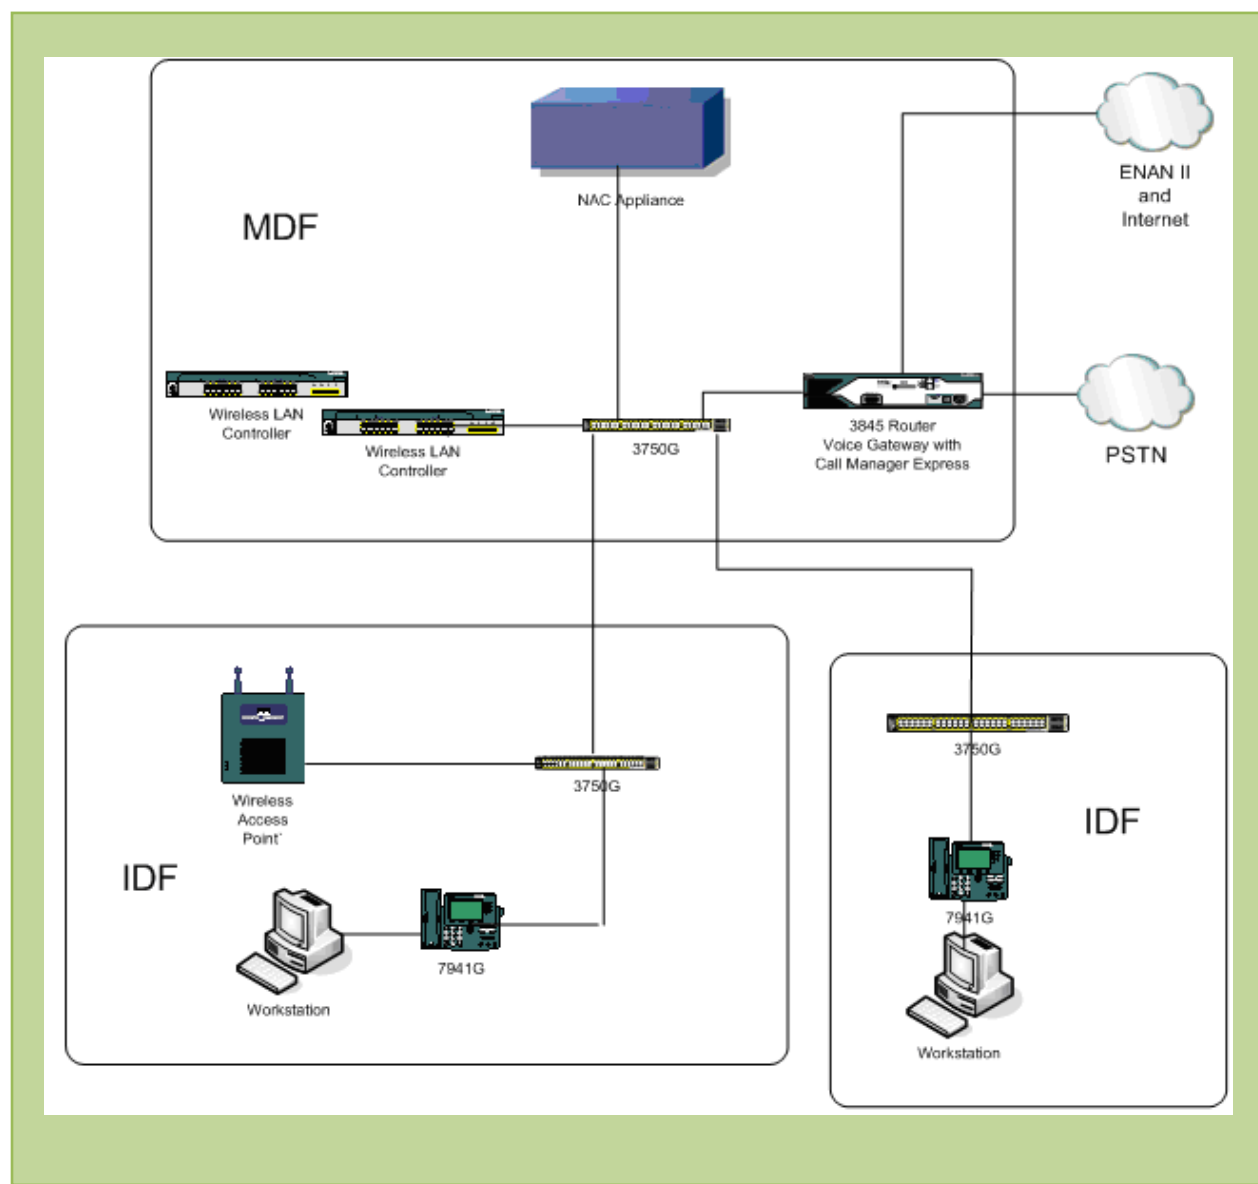 ENAN II
and
Internet
NAC Appliance
MDF
Wireless LAN
Controller
Wireless LAN
Controller
3750G
3845 Router
Voice Gateway with
Call Manager Express
PSTN
3750G
Wireless
Access
Point*
IDF
7941G
Workstation
3750G
IDF
7941G
Workstation